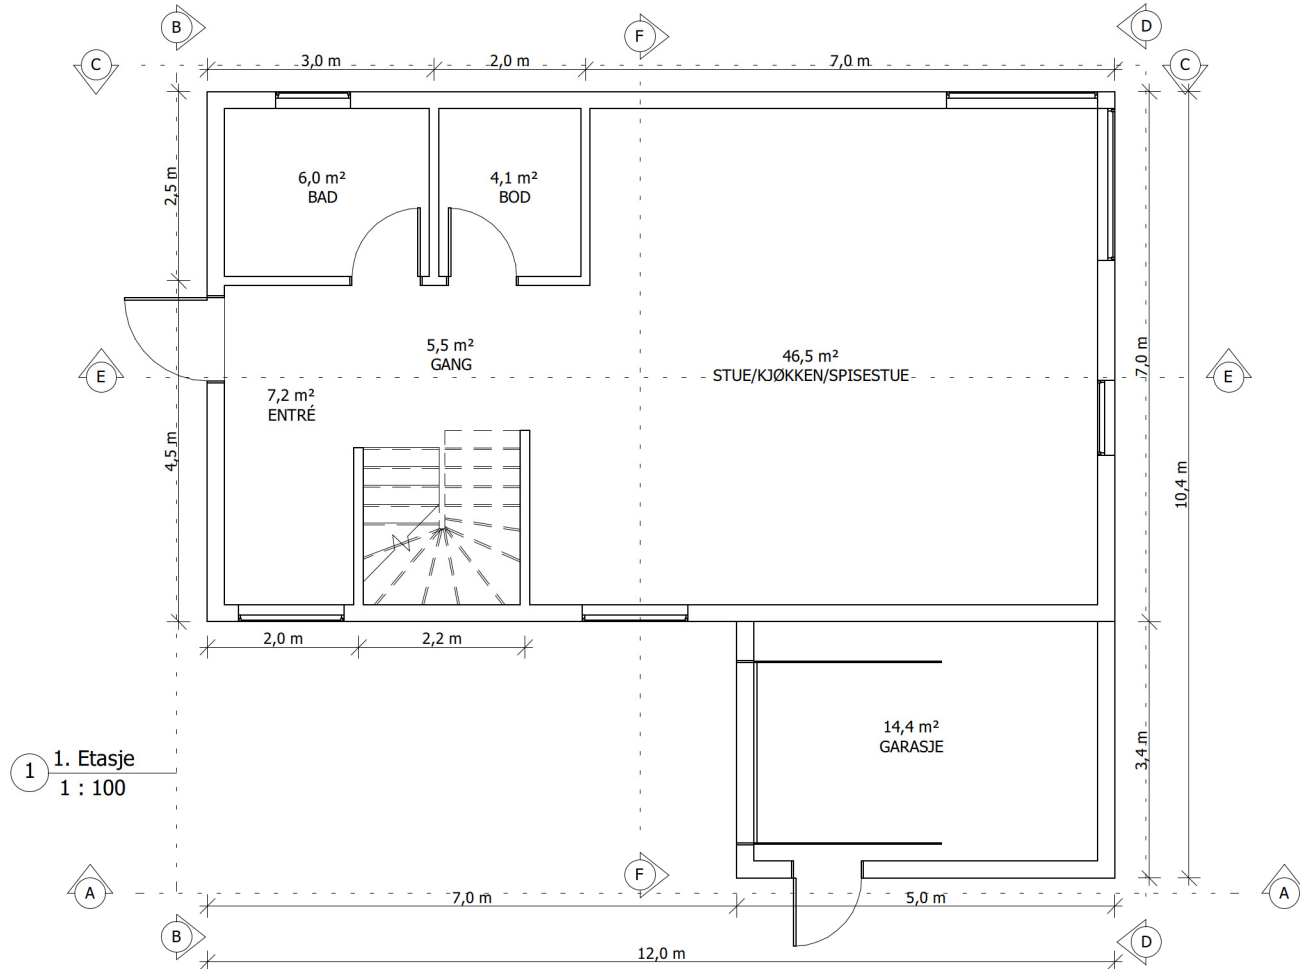 B
F
D
C
3,0 m
2,0 m
7,0 m
C
2,5 m
6,0 m²
BAD
4,1 m²
BOD
5,5 m²
GANG
46,5 m²
STUE/KJØKKEN/SPISESTUE
7,0 m
E
E
7,2 m²
ENTRÉ
4,5 m
10,4 m
2,0 m
2,2 m
14,4 m²
GARASJE
3,4 m
1
1. Etasje
1 : 100
A
F
A
7,0 m
5,0 m
B
D
12,0 m